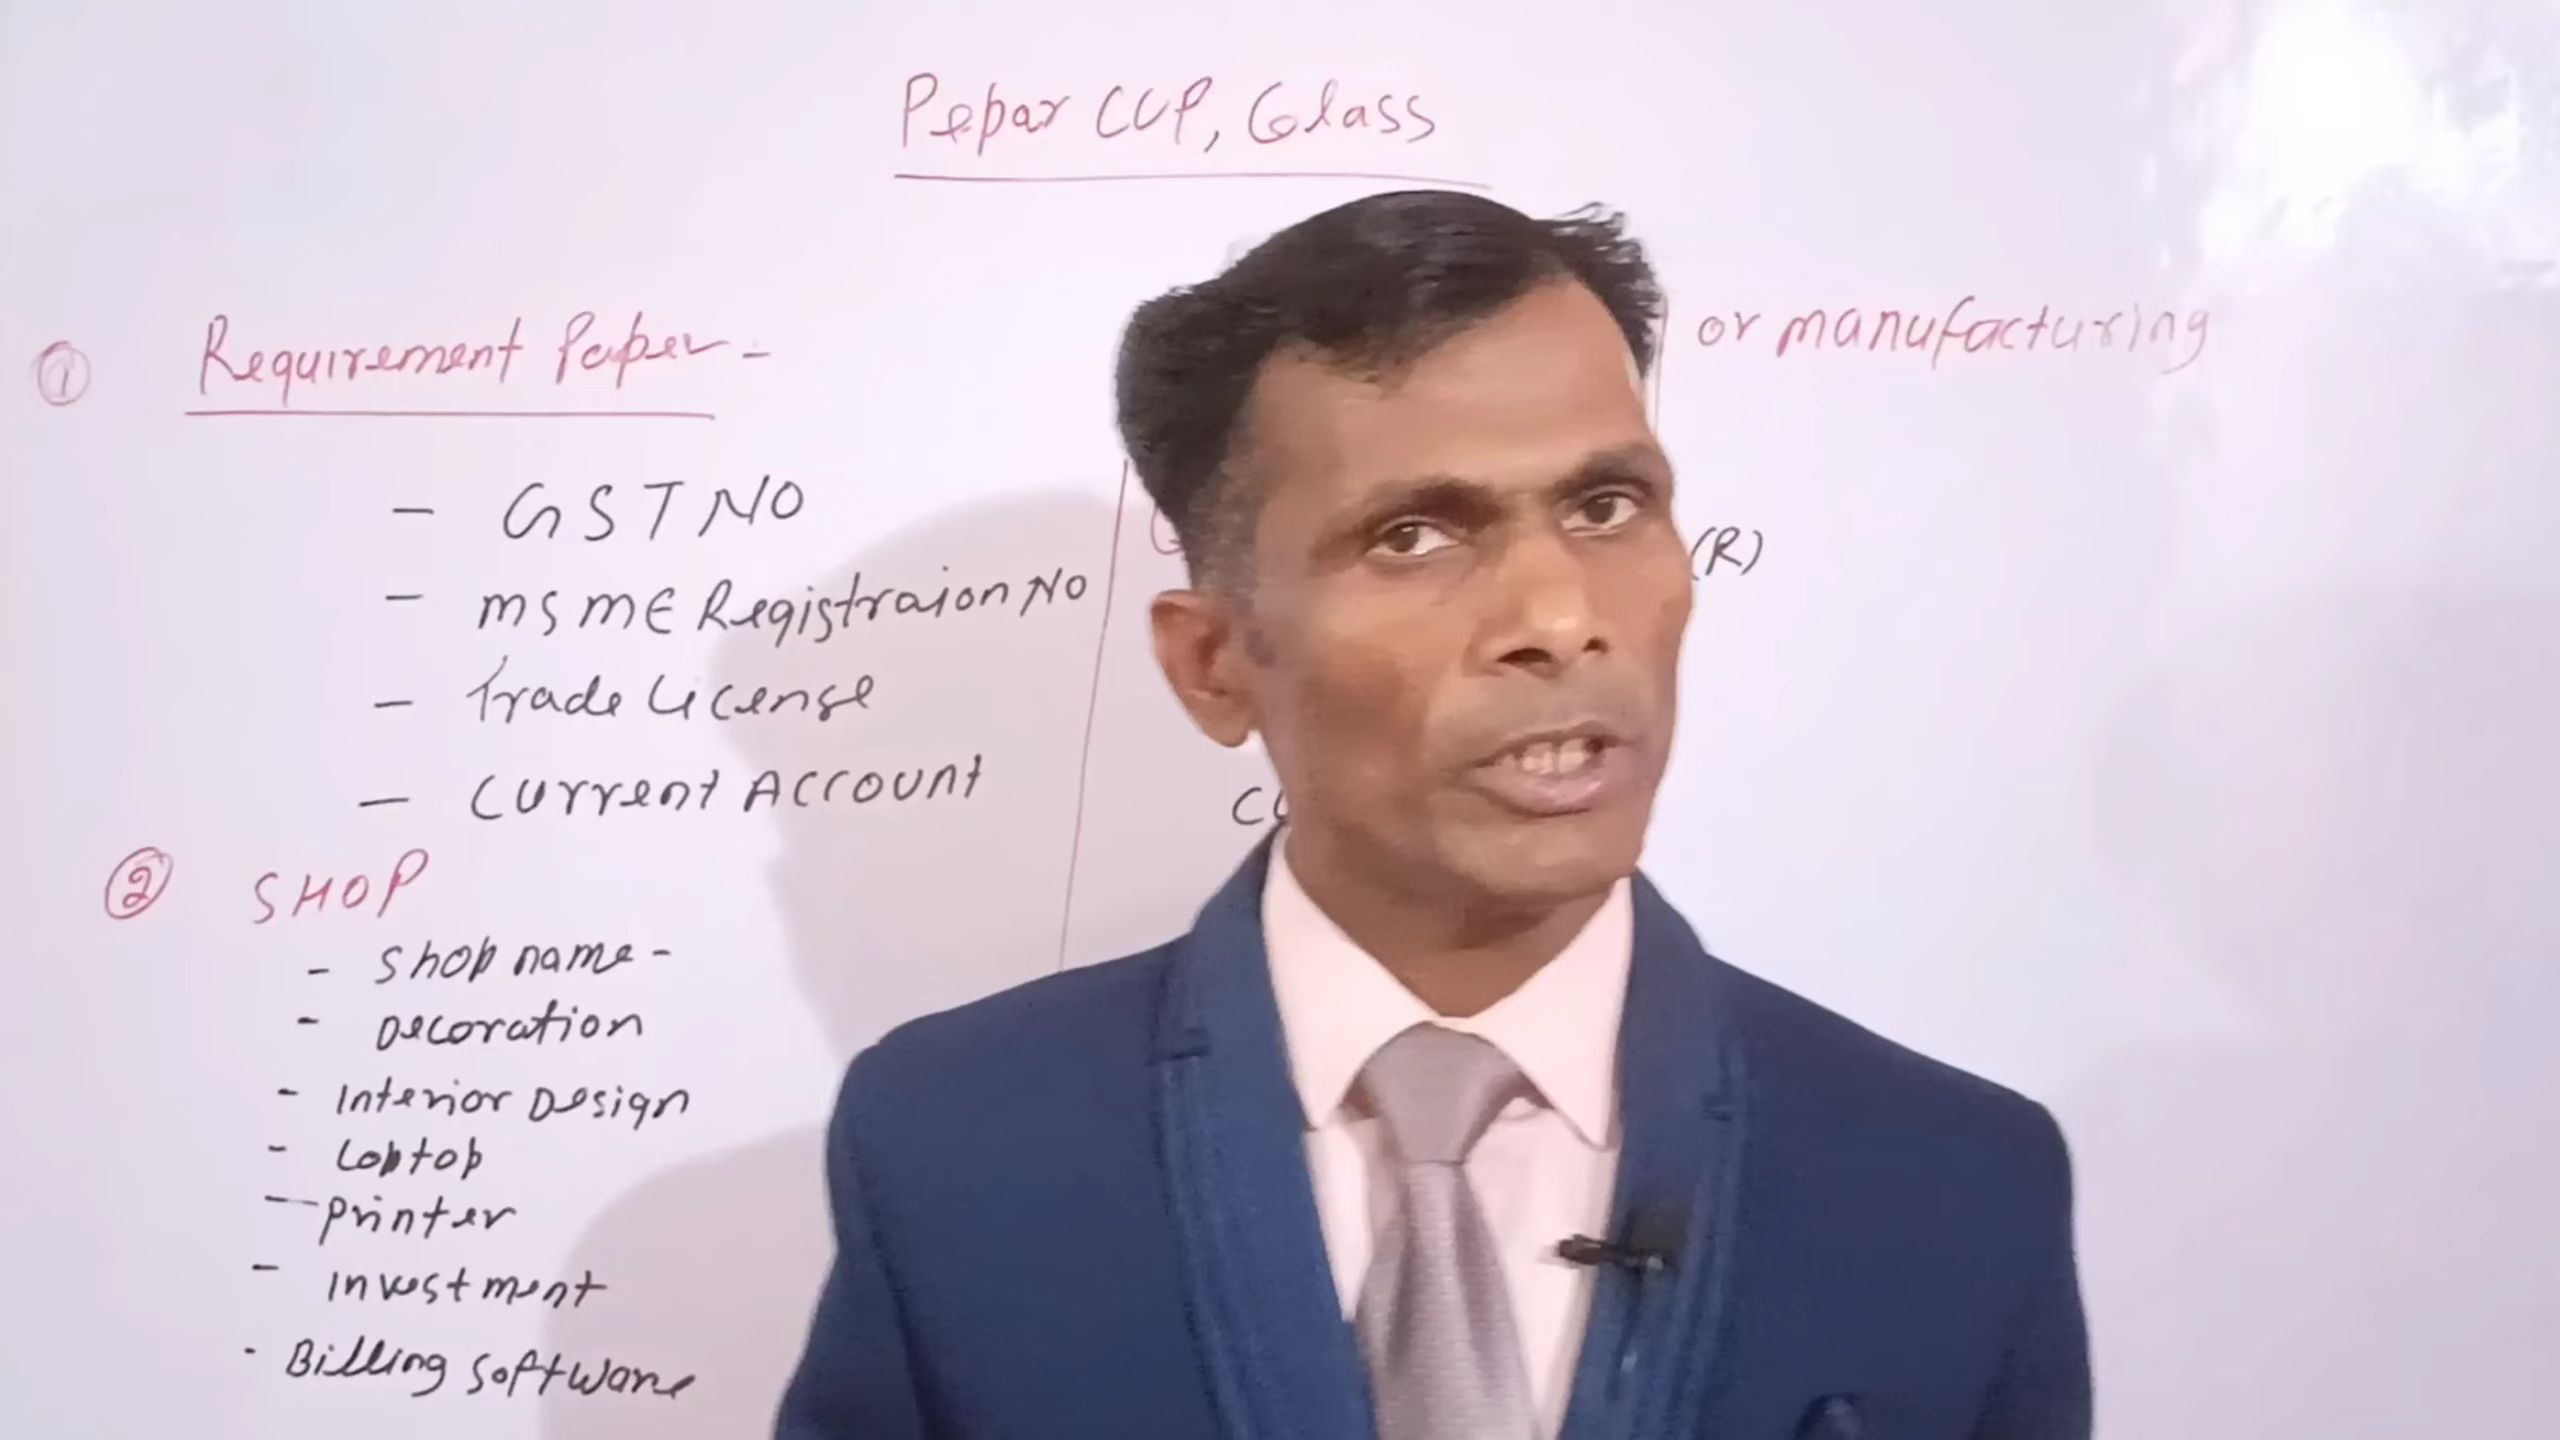 Pepar CUP, Glass
① Requirement Paper -
- GST NO
- MSME Registraion No
- Trade License
- Current Account
② SHOP
- Shop name -
- Decoration
- Interior Design
- Loptop
- Printer
- Investment
- Billing Software
or manufacturing
(R)